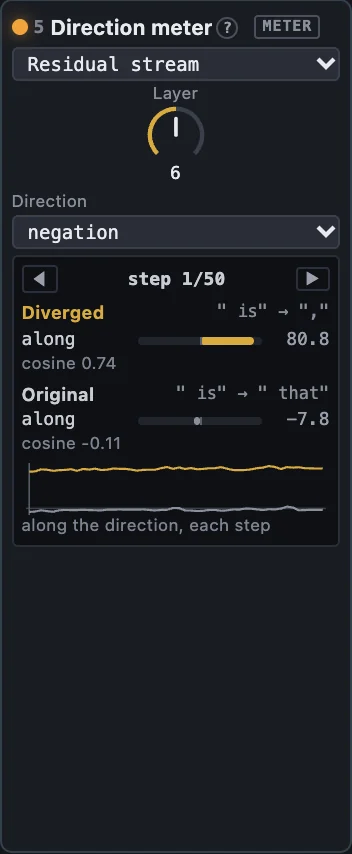 5 Direction meter ? METER
Residual stream
Layer
6
Direction
negation
◀ step 1/50 ▶
Diverged " is" → ","
along 80.8
cosine 0.74
Original " is" → " that"
along −7.8
cosine -0.11
along the direction, each step